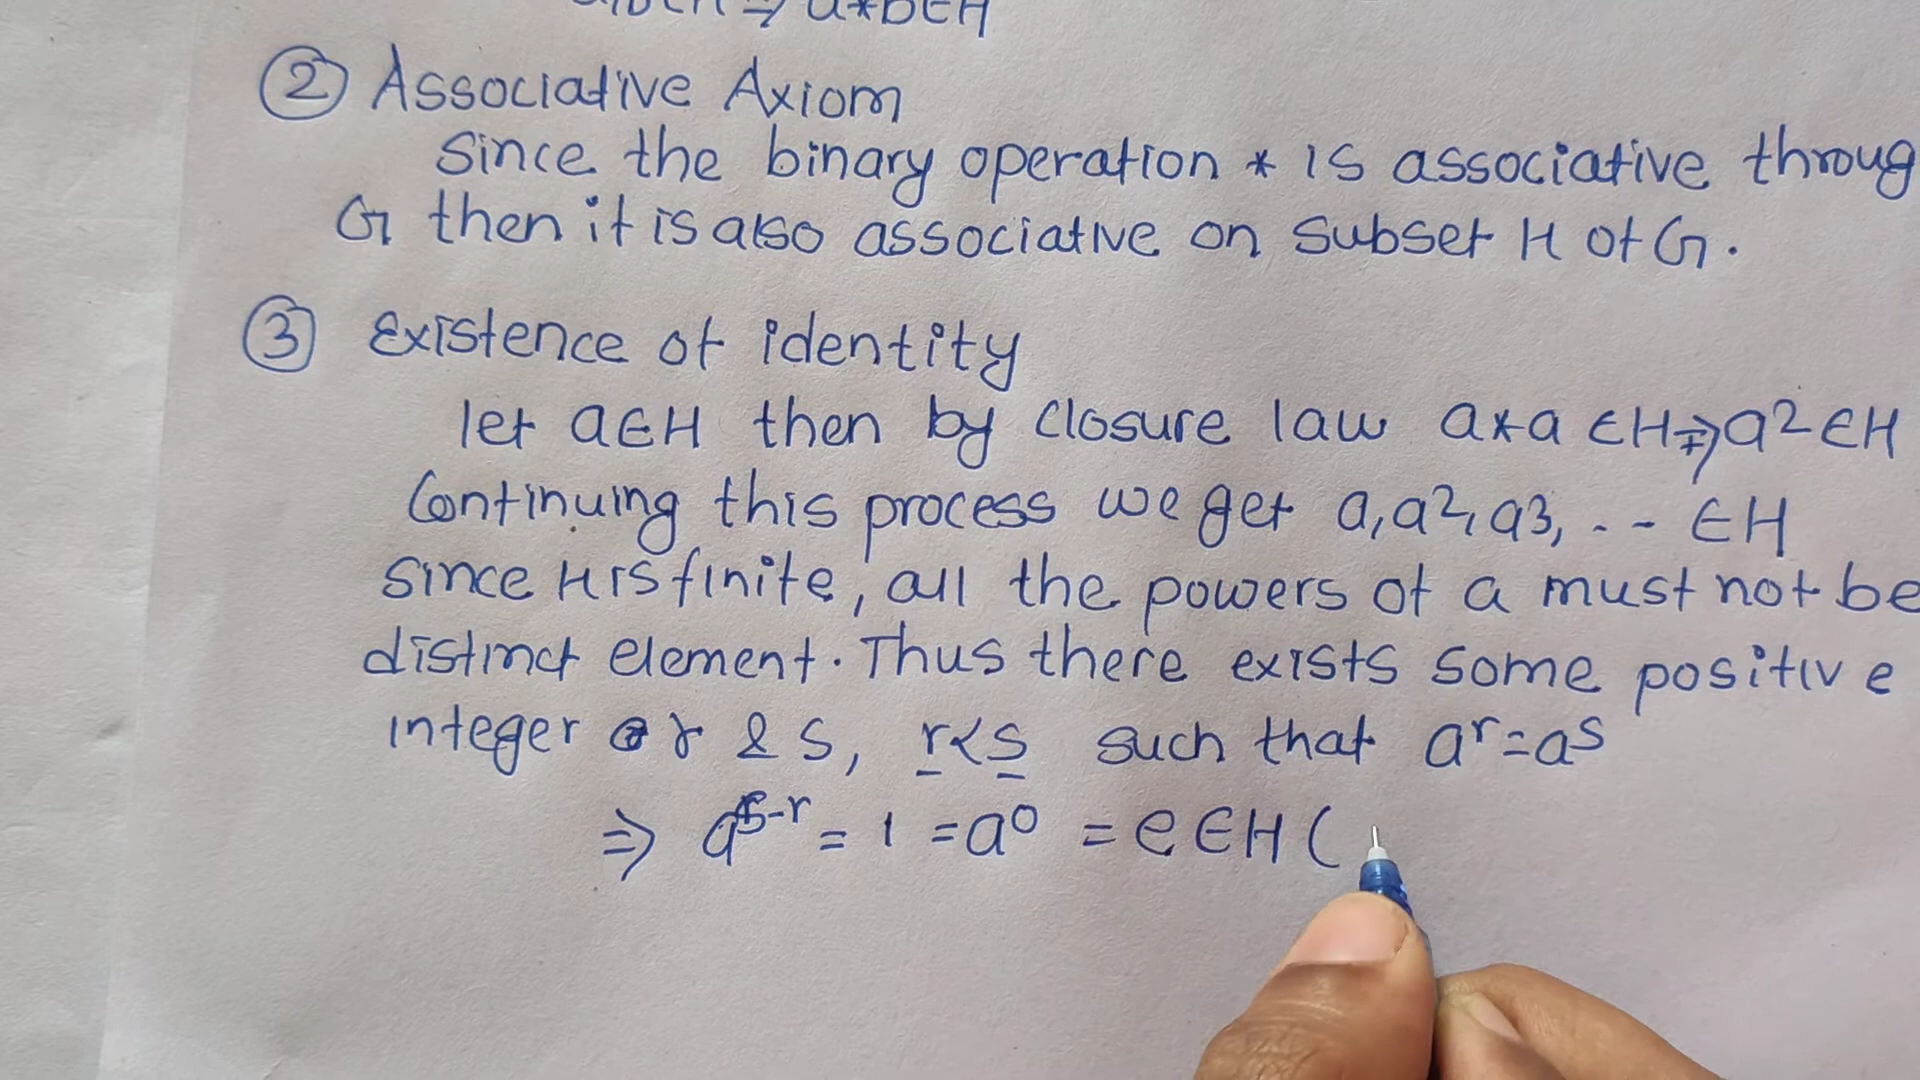 a,b∈H ⇒ a*b∈H
② Associative Axiom
Since the binary operation * is associative throug
G then it is also associative on subset H of G.
③ Existence of identity
let a∈H then by closure law a*a ∈H⇒a² ∈H
Continuing this process we get a, a², a3, .. - ∈H
since H is finite, all the powers of a must not be
distinct element. Thus there exists some positive
integer r & s, r<s such that aʳ=aˢ
⇒ aˢ⁻ʳ = 1 = a⁰ = e ∈H (